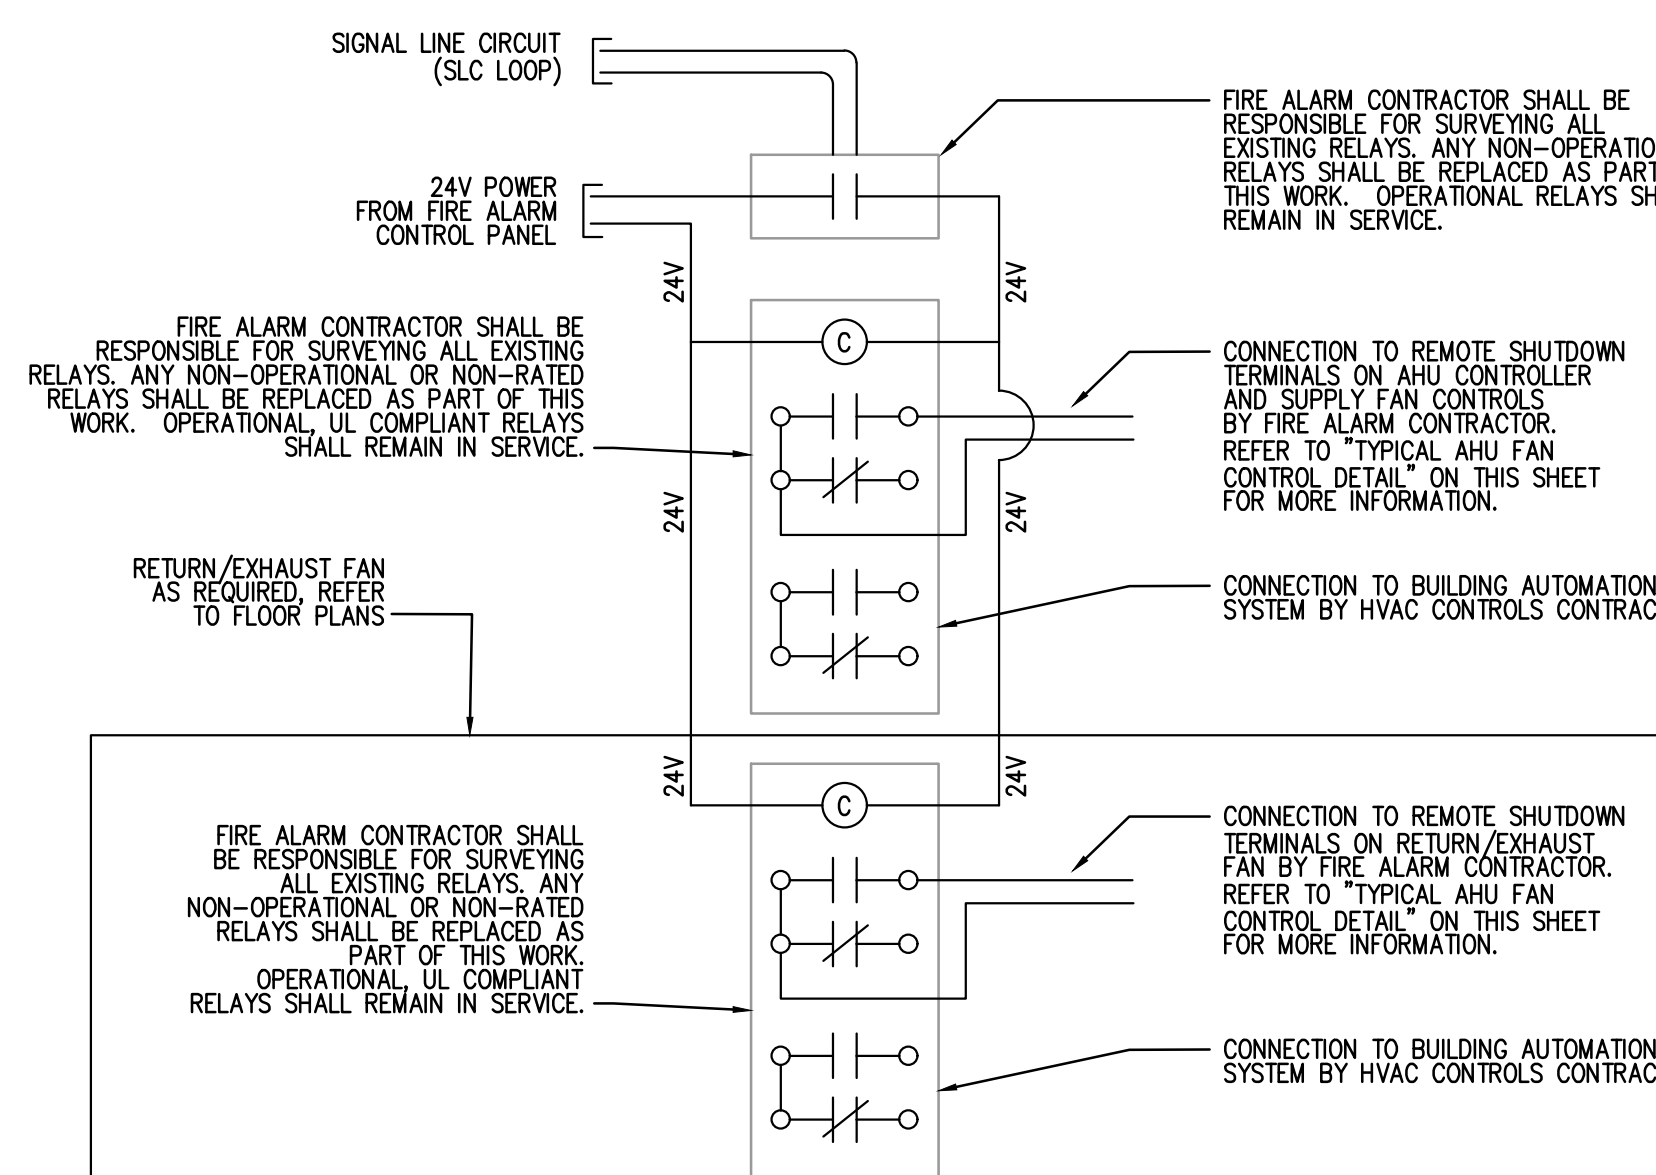 SIGNAL LINE CIRCUIT
(SLC LOOP)
FIRE ALARM CONTRACTOR SHALL BE
RESPONSIBLE FOR SURVEYING ALL
EXISTING RELAYS. ANY NON-OPERATIO
RELAYS SHALL BE REPLACED AS PART
THIS WORK. OPERATIONAL RELAYS SH
REMAIN IN SERVICE.
24V POWER
FROM FIRE ALARM
CONTROL PANEL
24V
24V
FIRE ALARM CONTRACTOR SHALL BE
RESPONSIBLE FOR SURVEYING ALL EXISTING
RELAYS. ANY NON-OPERATIONAL OR NON-RATED
RELAYS SHALL BE REPLACED AS PART OF THIS
WORK. OPERATIONAL, UL COMPLIANT RELAYS
SHALL REMAIN IN SERVICE.
C
CONNECTION TO REMOTE SHUTDOWN
TERMINALS ON AHU CONTROLLER
AND SUPPLY FAN CONTROLS
BY FIRE ALARM CONTRACTOR.
REFER TO "TYPICAL AHU FAN
CONTROL DETAIL" ON THIS SHEET
FOR MORE INFORMATION.
24V
24V
RETURN/EXHAUST FAN
AS REQUIRED, REFER
TO FLOOR PLANS
CONNECTION TO BUILDING AUTOMATION
SYSTEM BY HVAC CONTROLS CONTRAC
24V
24V
C
FIRE ALARM CONTRACTOR SHALL
BE RESPONSIBLE FOR SURVEYING
ALL EXISTING RELAYS. ANY
NON-OPERATIONAL OR NON-RATED
RELAYS SHALL BE REPLACED AS
PART OF THIS WORK.
OPERATIONAL, UL COMPLIANT
RELAYS SHALL REMAIN IN SERVICE.
CONNECTION TO REMOTE SHUTDOWN
TERMINALS ON RETURN/EXHAUST
FAN BY FIRE ALARM CONTRACTOR.
REFER TO "TYPICAL AHU FAN
CONTROL DETAIL" ON THIS SHEET
FOR MORE INFORMATION.
CONNECTION TO BUILDING AUTOMATION
SYSTEM BY HVAC CONTROLS CONTRAC